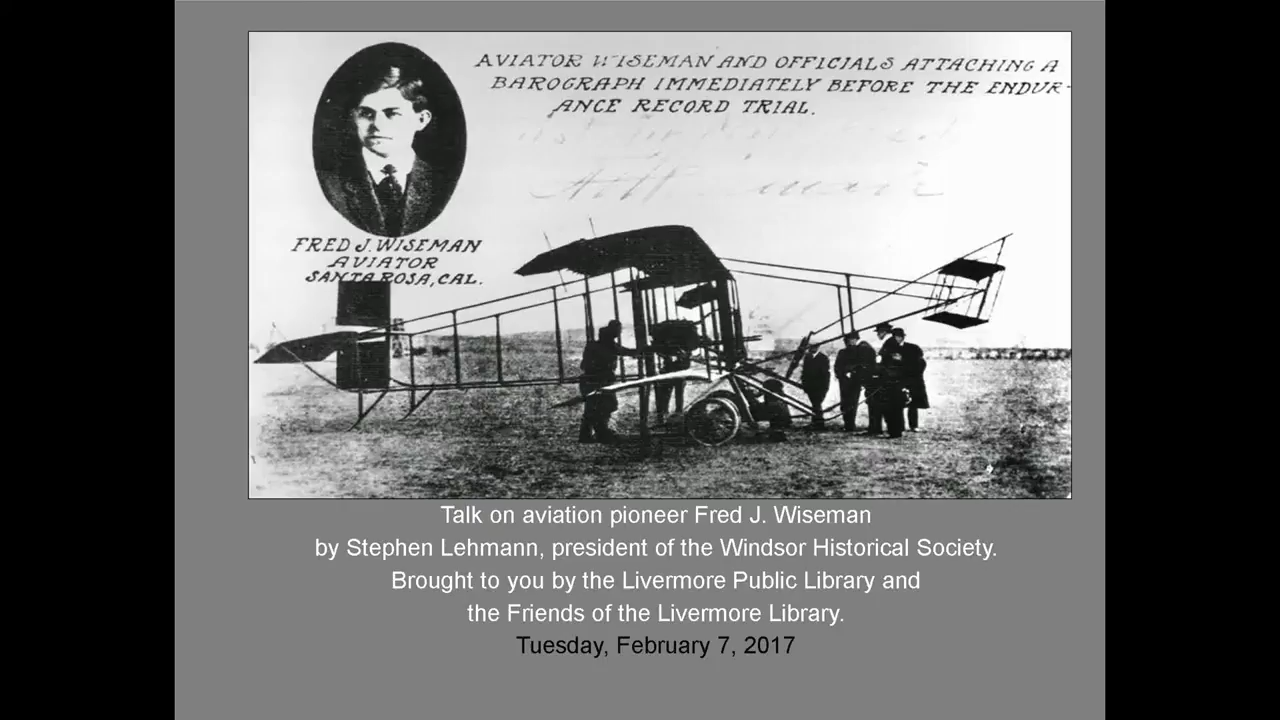 AVIATOR WISEMAN AND OFFICIALS ATTACHING A
BAROGRAPH IMMEDIATELY BEFORE THE ENDUR-
ANCE RECORD TRIAL.
FRED J. WISEMAN
AVIATOR
SANTA ROSA, CAL.
Talk on aviation pioneer Fred J. Wiseman
by Stephen Lehmann, president of the Windsor Historical Society.
Brought to you by the Livermore Public Library and
the Friends of the Livermore Library.
Tuesday, February 7, 2017